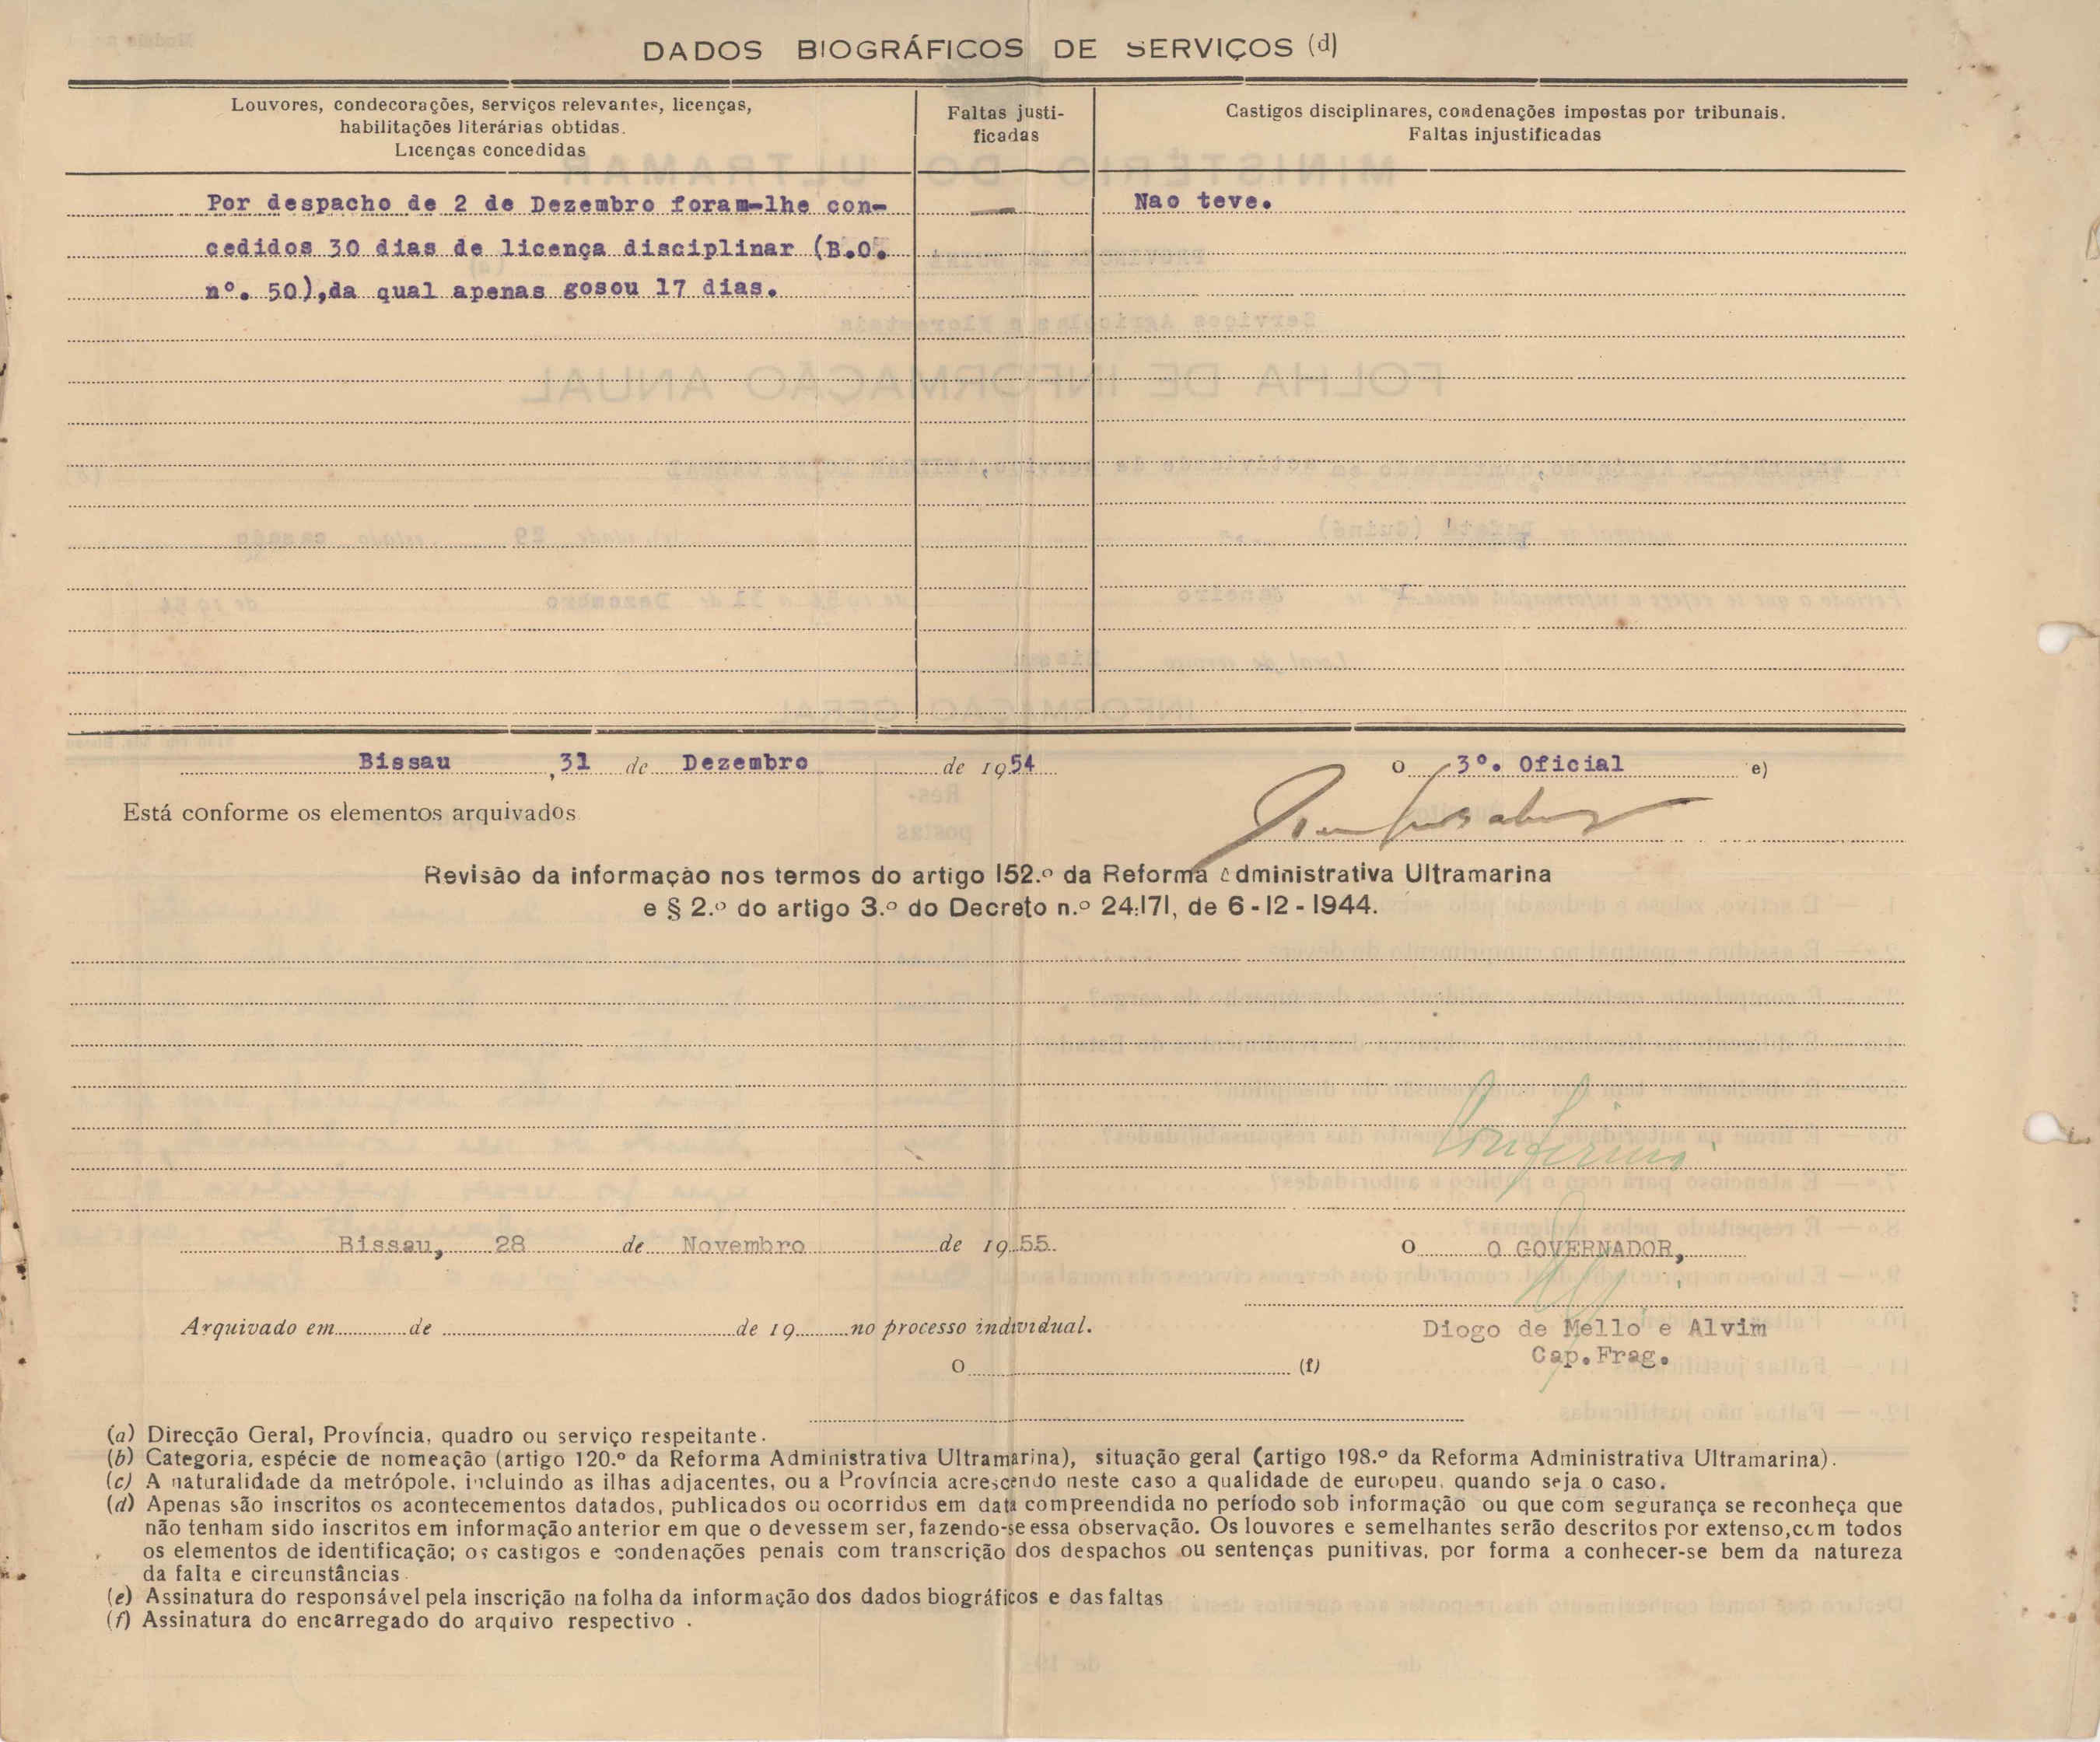 DADOS BIOGRÁFICOS DE SERVIÇOS (d)
Louvores, condecorações, serviços relevantes, licenças,
habilitações literárias obtidas.
Licenças concedidas
Faltas justi-
ficadas
Castigos disciplinares, condenações impostas por tribunais.
Faltas injustificadas
Por despacho de 2 de Dezembro foram-lhe con-
cedidos 30 dias de licença disciplinar (B.O.
nº. 50),da qual apenas gosou 17 dias.
—
Nao teve.
Bissau ,31 de Dezembro de 1954
O 3º. Oficial e)
Está conforme os elementos arquivados
Revisão da informação nos termos do artigo 152.º da Reforma Administrativa Ultramarina
e § 2.º do artigo 3.º do Decreto n.º 24:171, de 6-12-1944.
Confirmo
Bissau, 28 de Novembro de 1955.
O O GOVERNADOR,
Arquivado em de de 19 no processo individual.
Diogo de Mello e Alvim
Cap.Frag.
O (f)
(a) Direcção Geral, Província, quadro ou serviço respeitante.
(b) Categoria, espécie de nomeação (artigo 120.º da Reforma Administrativa Ultramarina), situação geral (artigo 198.º da Reforma Administrativa Ultramarina).
(c) A naturalidade da metrópole, incluindo as ilhas adjacentes, ou a Província acrescendo neste caso a qualidade de europeu, quando seja o caso.
(d) Apenas são inscritos os acontecementos datados, publicados ou ocorridos em data compreendida no período sob informação ou que com segurança se reconheça que
não tenham sido inscritos em informação anterior em que o devessem ser, fazendo-se essa observação. Os louvores e semelhantes serão descritos por extenso, com todos
os elementos de identificação; os castigos e condenações penais com transcrição dos despachos ou sentenças punitivas, por forma a conhecer-se bem da natureza
da falta e circunstâncias.
(e) Assinatura do responsável pela inscrição na folha da informação dos dados biográficos e das faltas
(f) Assinatura do encarregado do arquivo respectivo .